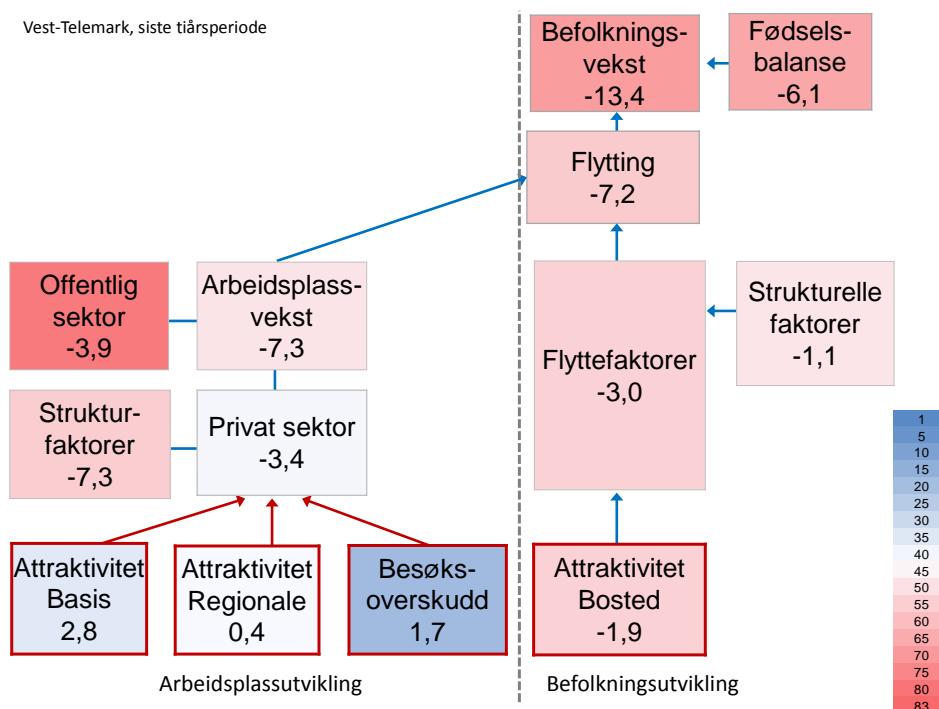 Vest-Telemark, siste tiårsperiode
Befolknings-
vekst
-13,4
Fødsels-
balanse
-6,1
Flytting
-7,2
Offentlig
sektor
-3,9
Arbeidsplass-
vekst
-7,3
Flyttefaktorer
-3,0
Strukturelle
faktorer
-1,1
Struktur-
faktorer
-7,3
Privat sektor
-3,4
Attraktivitet
Basis
2,8
Attraktivitet
Regionale
0,4
Besøks-
overskudd
1,7
Attraktivitet
Bosted
-1,9
Arbeidsplassutvikling
Befolkningsutvikling
1
5
10
15
20
25
30
35
40
45
50
55
60
65
70
75
80
83